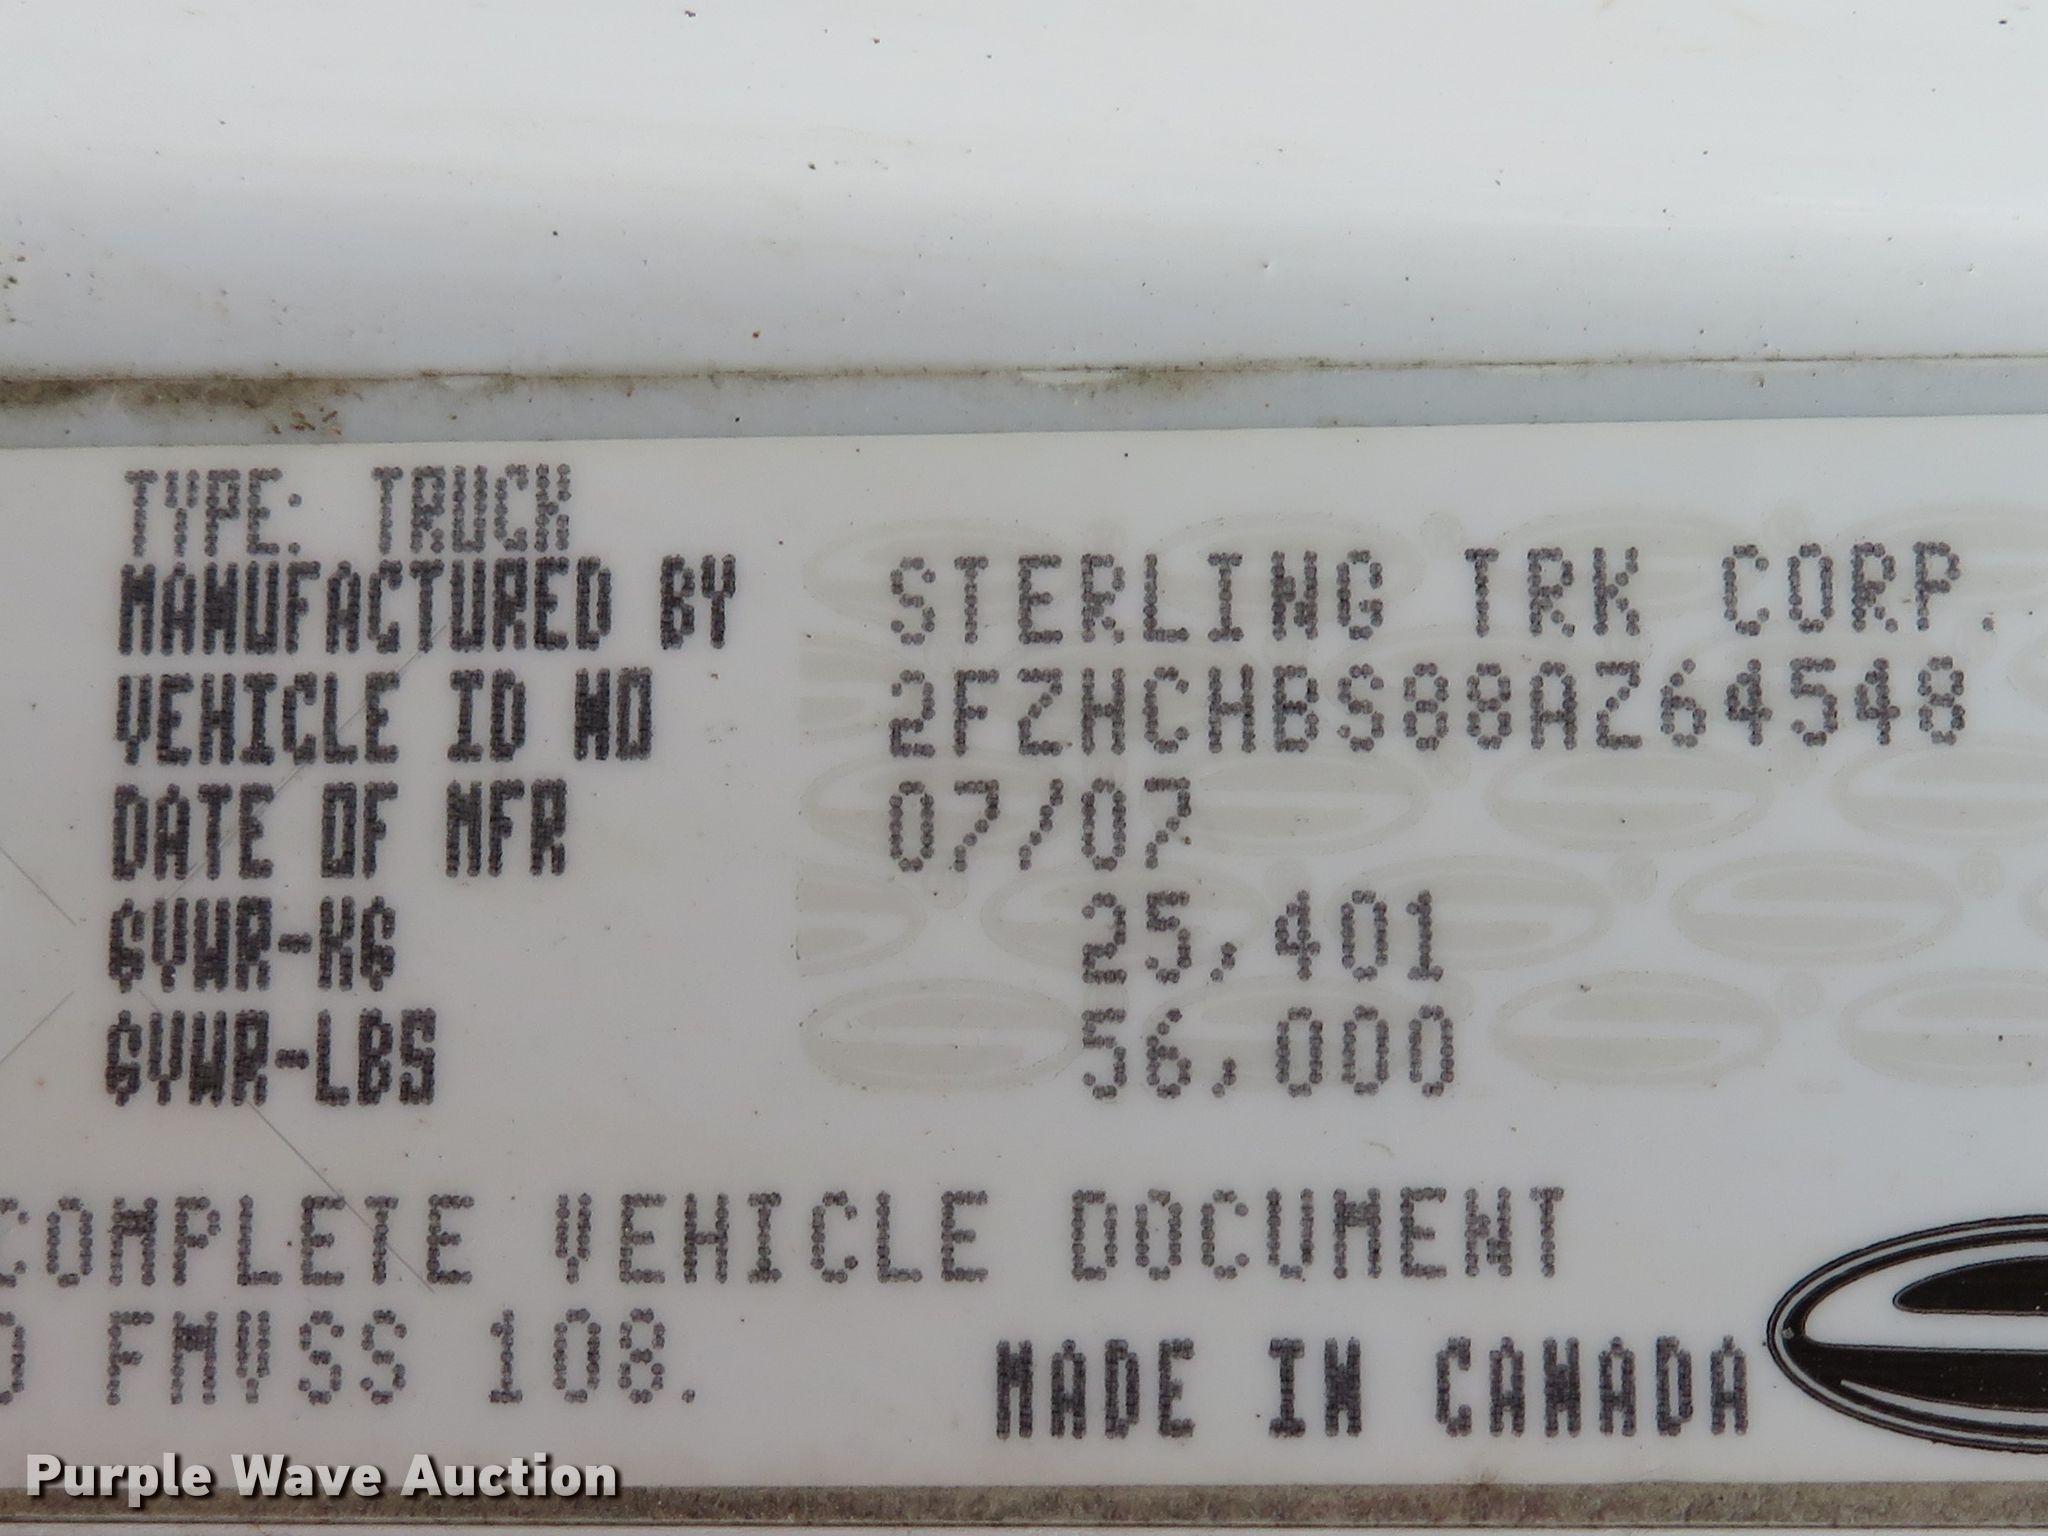 TYPE: TRUCK
MANUFACTURED BY STERLING TRK CORP.
VEHICLE ID NO 2FZHCHBS88AZ64548
DATE OF MFR 07/07
GVWR-KG 25,401
GVWR-LBS 56,000
COMPLETE VEHICLE DOCUMENT
FMVSS 108.
MADE IN CANADA
Purple Wave Auction